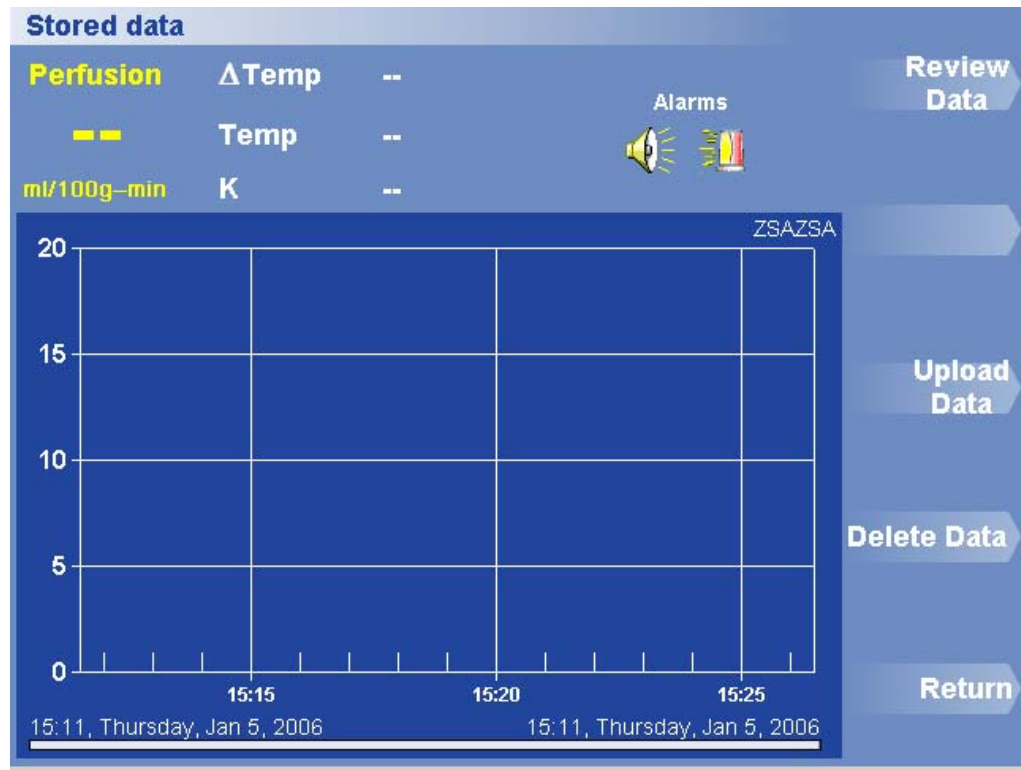 Stored data
Perfusion
--
ml/100g–min
ΔTemp --
Temp --
K --
Alarms
ZSAZSA
20
15
10
5
0
15:15 15:20 15:25
15:11, Thursday, Jan 5, 2006 15:11, Thursday, Jan 5, 2006
Review
Data
Upload
Data
Delete Data
Return